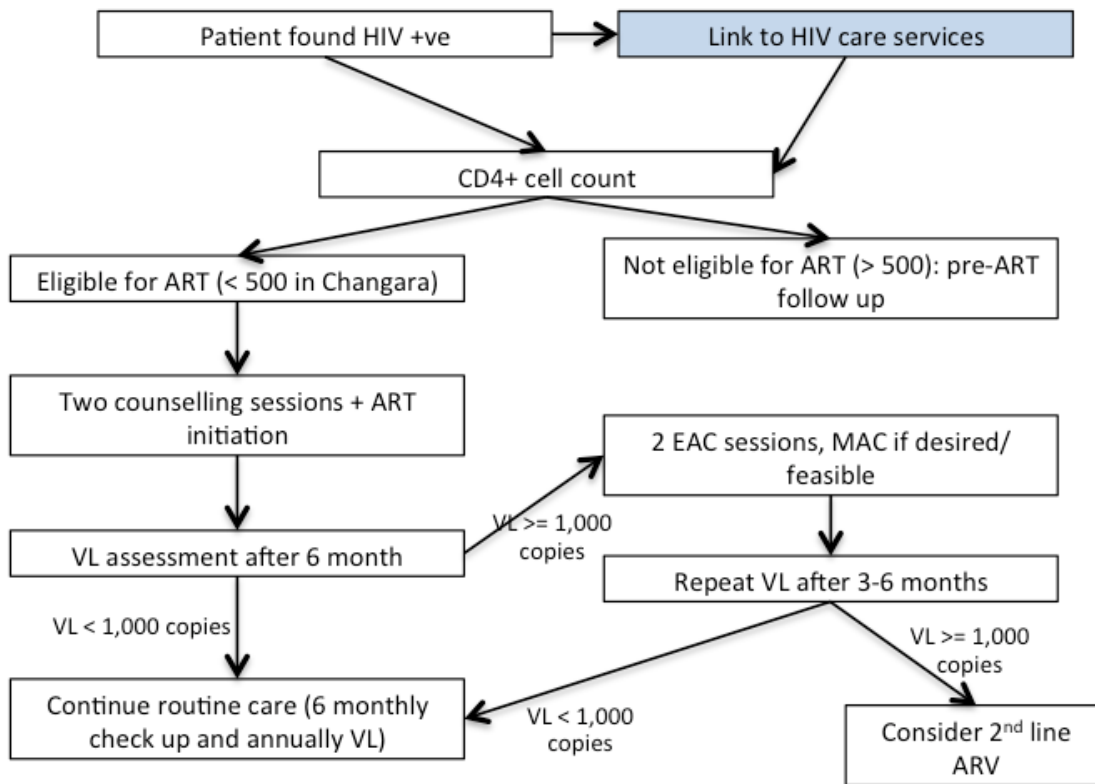 Patient found HIV +ve
Link to HIV care services
CD4+ cell count
Eligible for ART (< 500 in Changara)
Not eligible for ART (> 500): pre-ART
follow up
Two counselling sessions + ART
initiation
2 EAC sessions, MAC if desired/
feasible
VL >= 1,000
copies
VL assessment after 6 month
Repeat VL after 3-6 months
VL < 1,000 copies
VL >= 1,000
copies
Continue routine care (6 monthly
check up and annually VL)
VL < 1,000
copies
Consider 2nd line
ARV